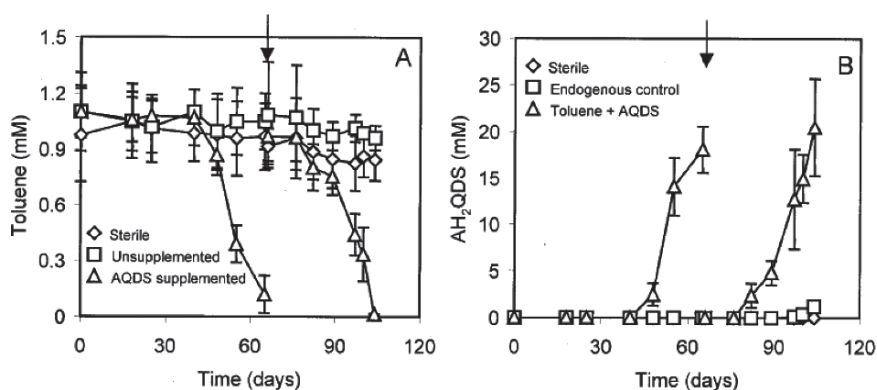 1.5
1.2
0.9
0.6
0.3
0
Toluene (mM)
A
Sterile
Unsupplemented
AQDS supplemented
0 30 60 90 120
Time (days)
30
25
20
15
10
5
0
AH₂QDS (mM)
B
Sterile
Endogenous control
Toluene + AQDS
0 30 60 90 120
Time (days)